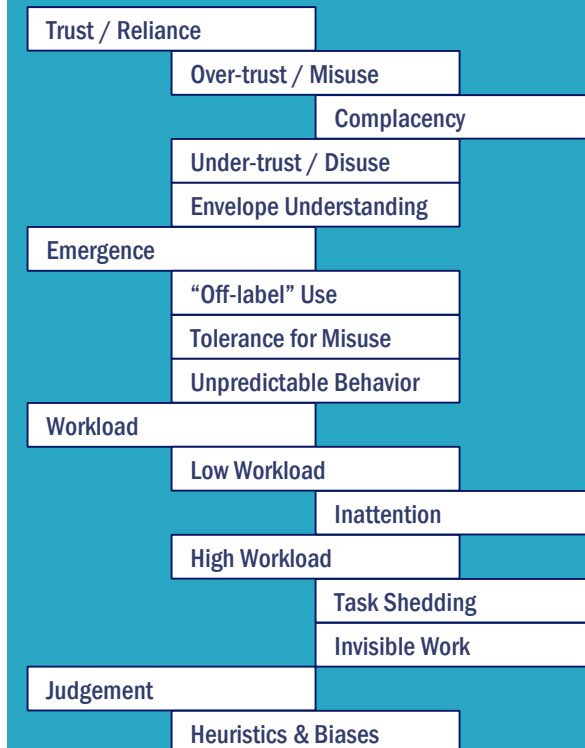 Trust / Reliance
Over-trust / Misuse
Complacency
Under-trust / Disuse
Envelope Understanding
Emergence
“Off-label” Use
Tolerance for Misuse
Unpredictable Behavior
Workload
Low Workload
Inattention
High Workload
Task Shedding
Invisible Work
Judgement
Heuristics & Biases